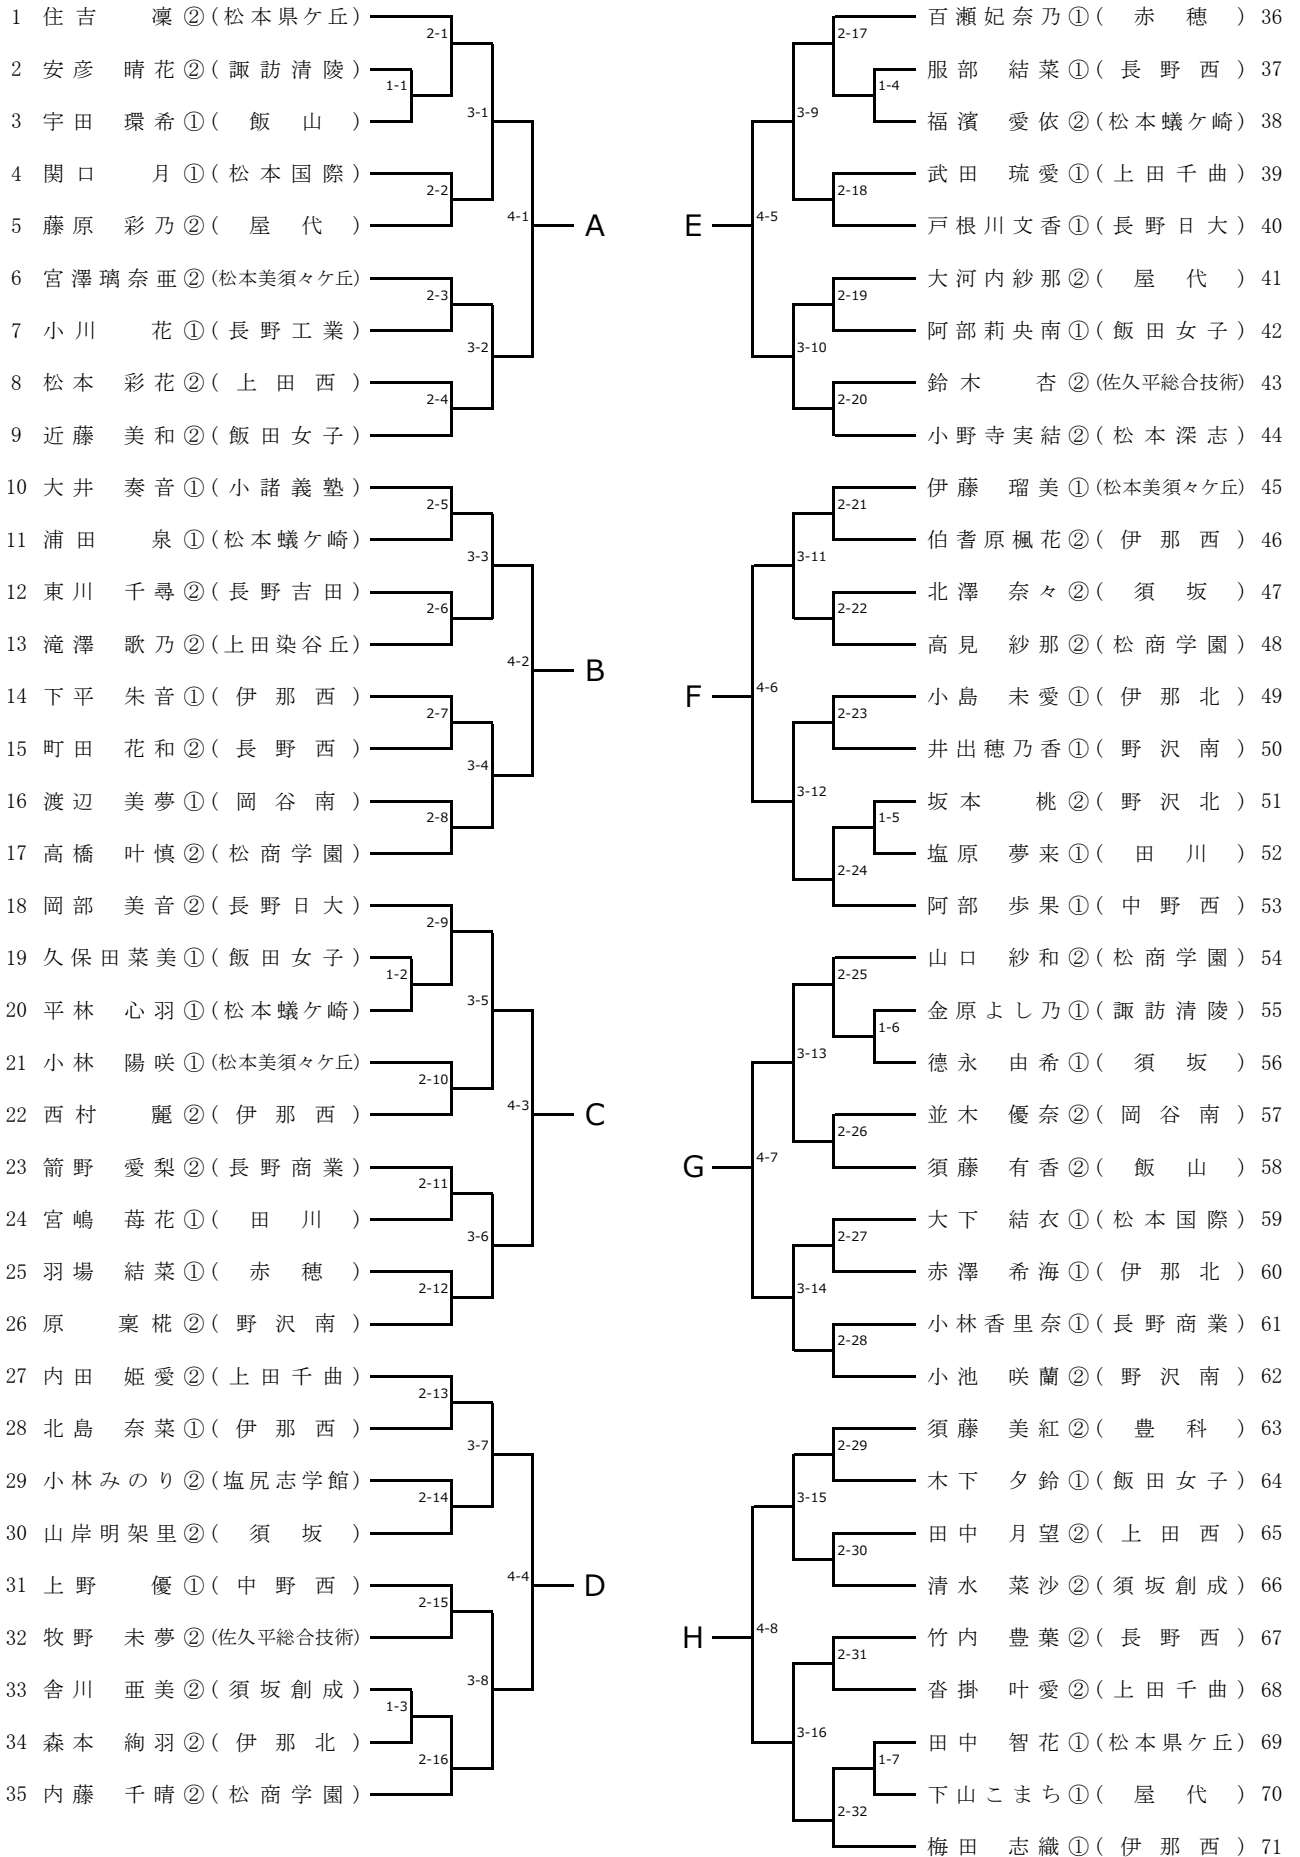 1 住吉 凜②(松本県ケ丘)
2-1
2 安彦 晴花②(諏訪清陵)
1-1
3 宇田 環希①(飯山)
3-1
4 関口 月①(松本国際)
2-2
5 藤原 彩乃②(屋代)
4-1
A
6 宮澤璃奈亜②(松本美須々ケ丘)
2-3
7 小川 花①(長野工業)
3-2
8 松本 彩花②(上田西)
2-4
9 近藤 美和②(飯田女子)
10 大井 奏音①(小諸義塾)
2-5
11 浦田 泉①(松本蟻ケ崎)
3-3
12 東川 千尋②(長野吉田)
2-6
13 滝澤 歌乃②(上田染谷丘)
4-2
B
14 下平 朱音①(伊那西)
2-7
15 町田 花和②(長野西)
3-4
16 渡辺 美夢①(岡谷南)
2-8
17 高橋 叶慎②(松商学園)
18 岡部 美音②(長野日大)
2-9
19 久保田菜美①(飯田女子)
1-2
20 平林 心羽①(松本蟻ケ崎)
3-5
21 小林 陽咲①(松本美須々ケ丘)
2-10
22 西村 麗②(伊那西)
4-3
C
23 箭野 愛梨②(長野商業)
2-11
24 宮嶋 苺花①(田川)
3-6
25 羽場 結菜①(赤穂)
2-12
26 原 稟椛②(野沢南)
27 内田 姫愛②(上田千曲)
2-13
28 北島 奈菜①(伊那西)
3-7
29 小林みのり②(塩尻志学館)
2-14
30 山岸明架里②(須坂)
4-4
D
31 上野 優①(中野西)
2-15
32 牧野 未夢②(佐久平総合技術)
3-8
33 舎川 亜美②(須坂創成)
1-3
34 森本 絢羽②(伊那北)
2-16
35 内藤 千晴②(松商学園)
百瀬妃奈乃①(赤穂) 36
2-17
服部 結菜①(長野西) 37
1-4
福濱 愛依②(松本蟻ケ崎) 38
3-9
武田 琉愛①(上田千曲) 39
2-18
戸根川文香①(長野日大) 40
E
4-5
大河内紗那②(屋代) 41
2-19
阿部莉央南①(飯田女子) 42
3-10
鈴木 杏②(佐久平総合技術) 43
2-20
小野寺実結②(松本深志) 44
伊藤 瑠美①(松本美須々ケ丘) 45
2-21
伯耆原楓花②(伊那西) 46
3-11
北澤 奈々②(須坂) 47
2-22
高見 紗那②(松商学園) 48
F
4-6
小島 未愛①(伊那北) 49
2-23
井出穂乃香①(野沢南) 50
3-12
坂本 桃②(野沢北) 51
1-5
塩原 夢来①(田川) 52
2-24
阿部 歩果①(中野西) 53
山口 紗和②(松商学園) 54
2-25
金原よし乃①(諏訪清陵) 55
1-6
德永 由希①(須坂) 56
3-13
並木 優奈②(岡谷南) 57
2-26
須藤 有香②(飯山) 58
G
4-7
大下 結衣①(松本国際) 59
2-27
赤澤 希海①(伊那北) 60
3-14
小林香里奈①(長野商業) 61
2-28
小池 咲蘭②(野沢南) 62
須藤 美紅②(豊科) 63
2-29
木下 夕鈴①(飯田女子) 64
3-15
田中 月望②(上田西) 65
2-30
清水 菜沙②(須坂創成) 66
H
4-8
竹内 豊葉②(長野西) 67
2-31
沓掛 叶愛②(上田千曲) 68
3-16
田中 智花①(松本県ケ丘) 69
1-7
下山こまち①(屋代) 70
2-32
梅田 志織①(伊那西) 71